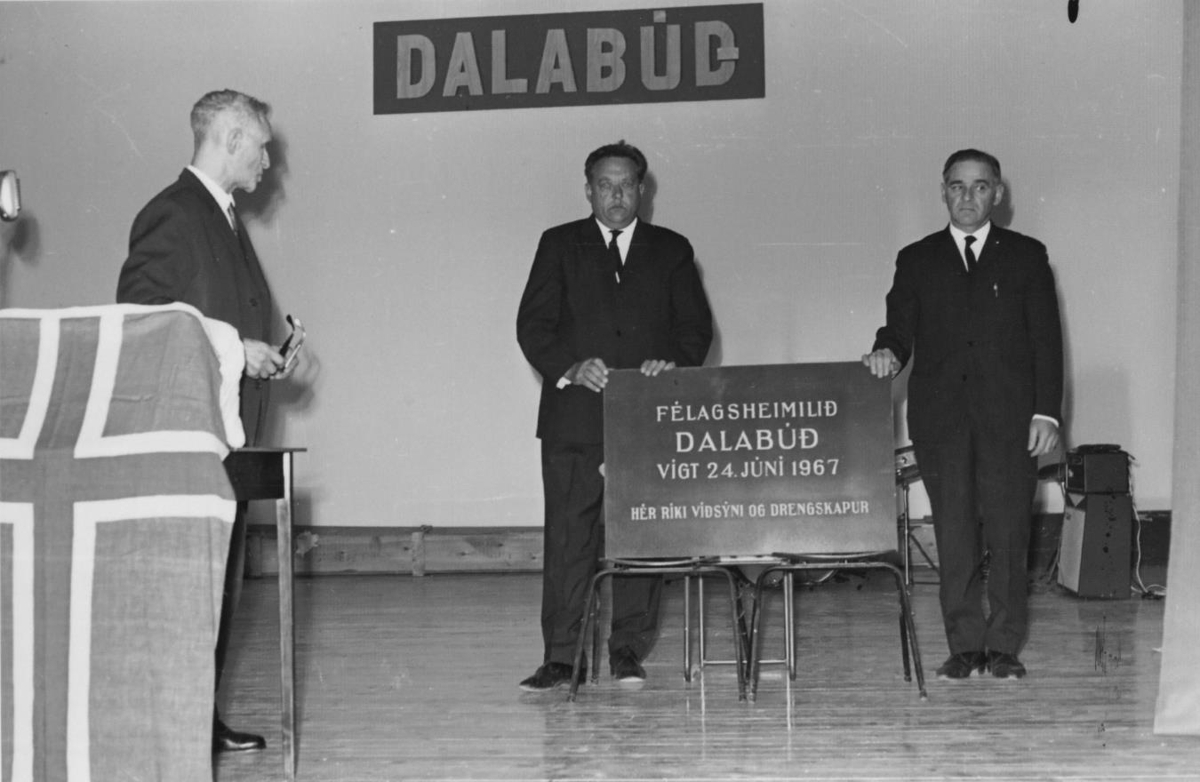 DALABÚÐ
FÉLAGSHEIMILIÐ
DALABÚÐ
VÍGT 24. JÚNÍ 1967
HÉR RÍKI VÍÐSÝNI OG DRENGSKAPUR